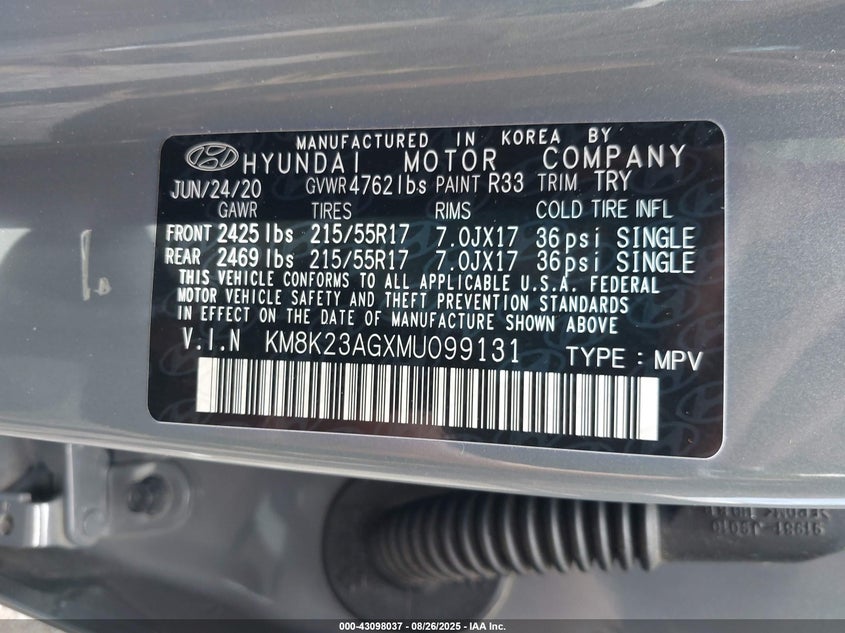 MANUFACTURED IN KOREA BY
HYUNDAI MOTOR COMPANY
JUN/24/20 GVWR 4762 lbs PAINT R33 TRIM TRY
GAWR TIRES RIMS COLD TIRE INFL
FRONT 2425 lbs 215/55R17 7.0JX17 36psi SINGLE
REAR 2469 lbs 215/55R17 7.0JX17 36psi SINGLE
THIS VEHICLE CONFORMS TO ALL APPLICABLE U.S.A. FEDERAL
MOTOR VEHICLE SAFETY AND THEFT PREVENTION STANDARDS
IN EFFECT ON THE DATE OF MANUFACTURE SHOWN ABOVE
V.I.N KM8K23AGXMU099131 TYPE : MPV
000-43098037 - 08/26/2025 - IAA Inc.